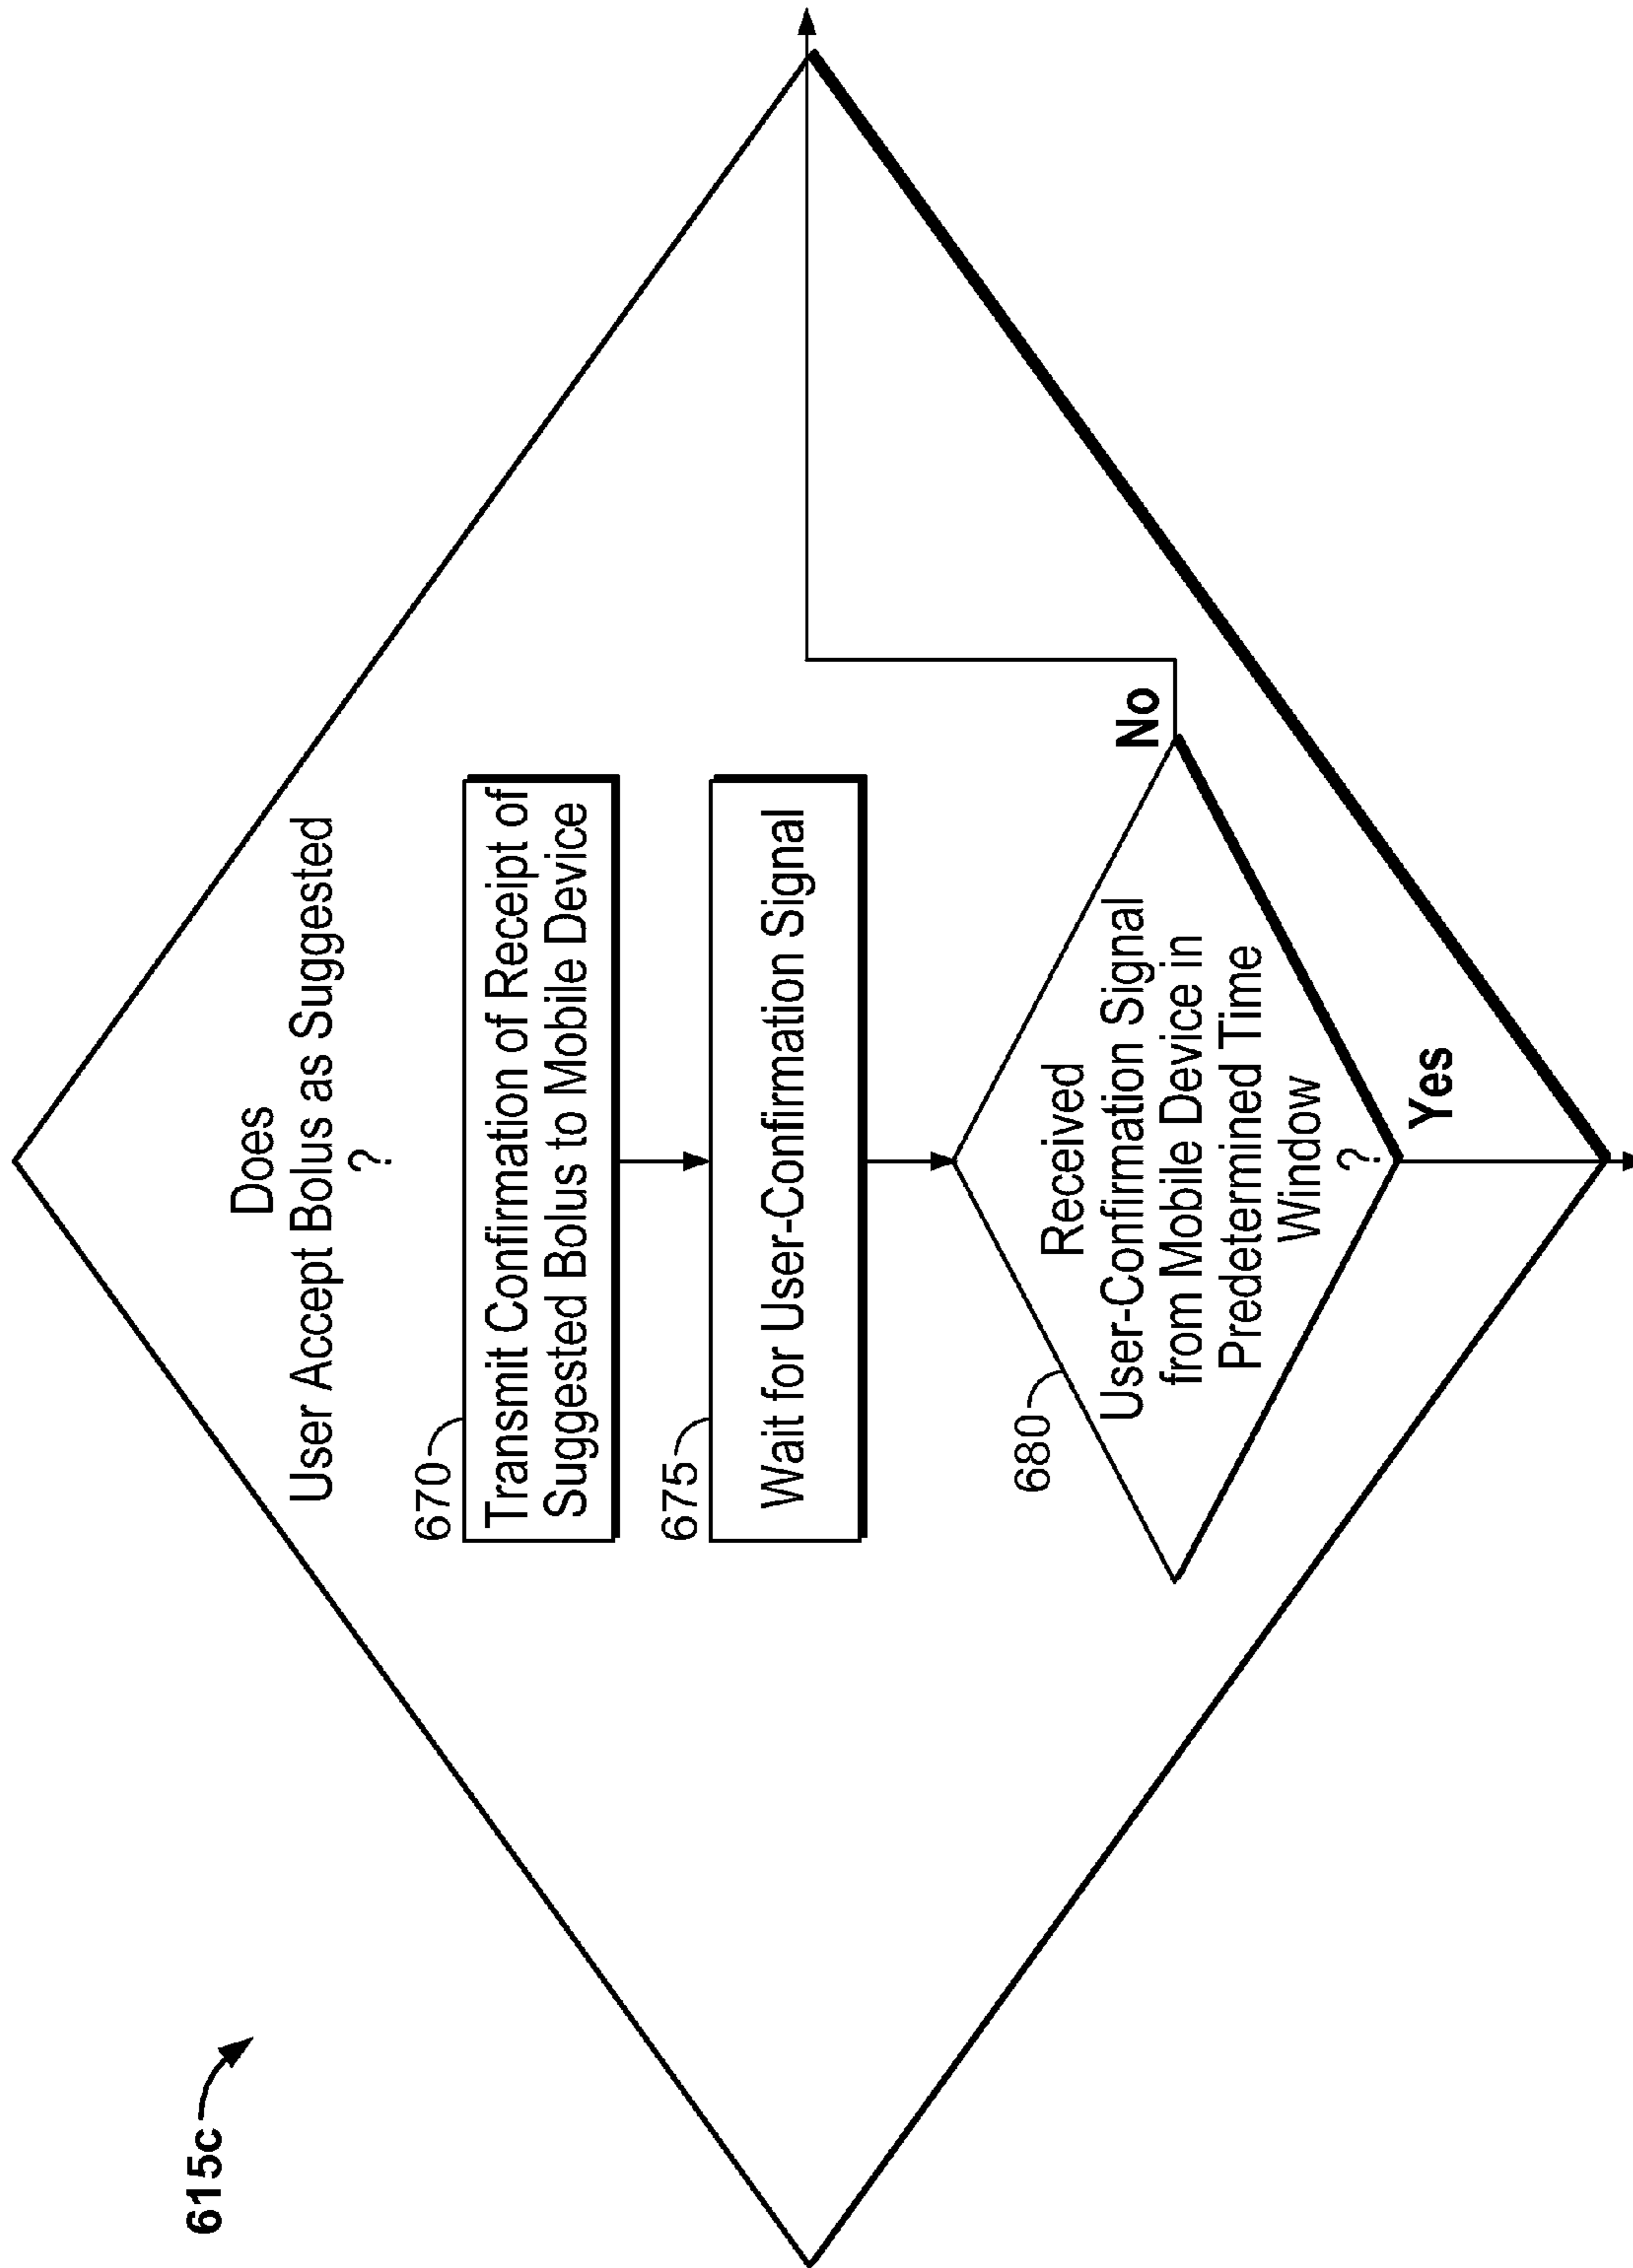 615c
Does
User Accept Bolus as Suggested
?
670
Transmit Confirmation of Receipt of
Suggested Bolus to Mobile Device
675
Wait for User-Confirmation Signal
680
Received
User-Confirmation Signal
from Mobile Device in
Predetermined Time
Window
?
No
Yes